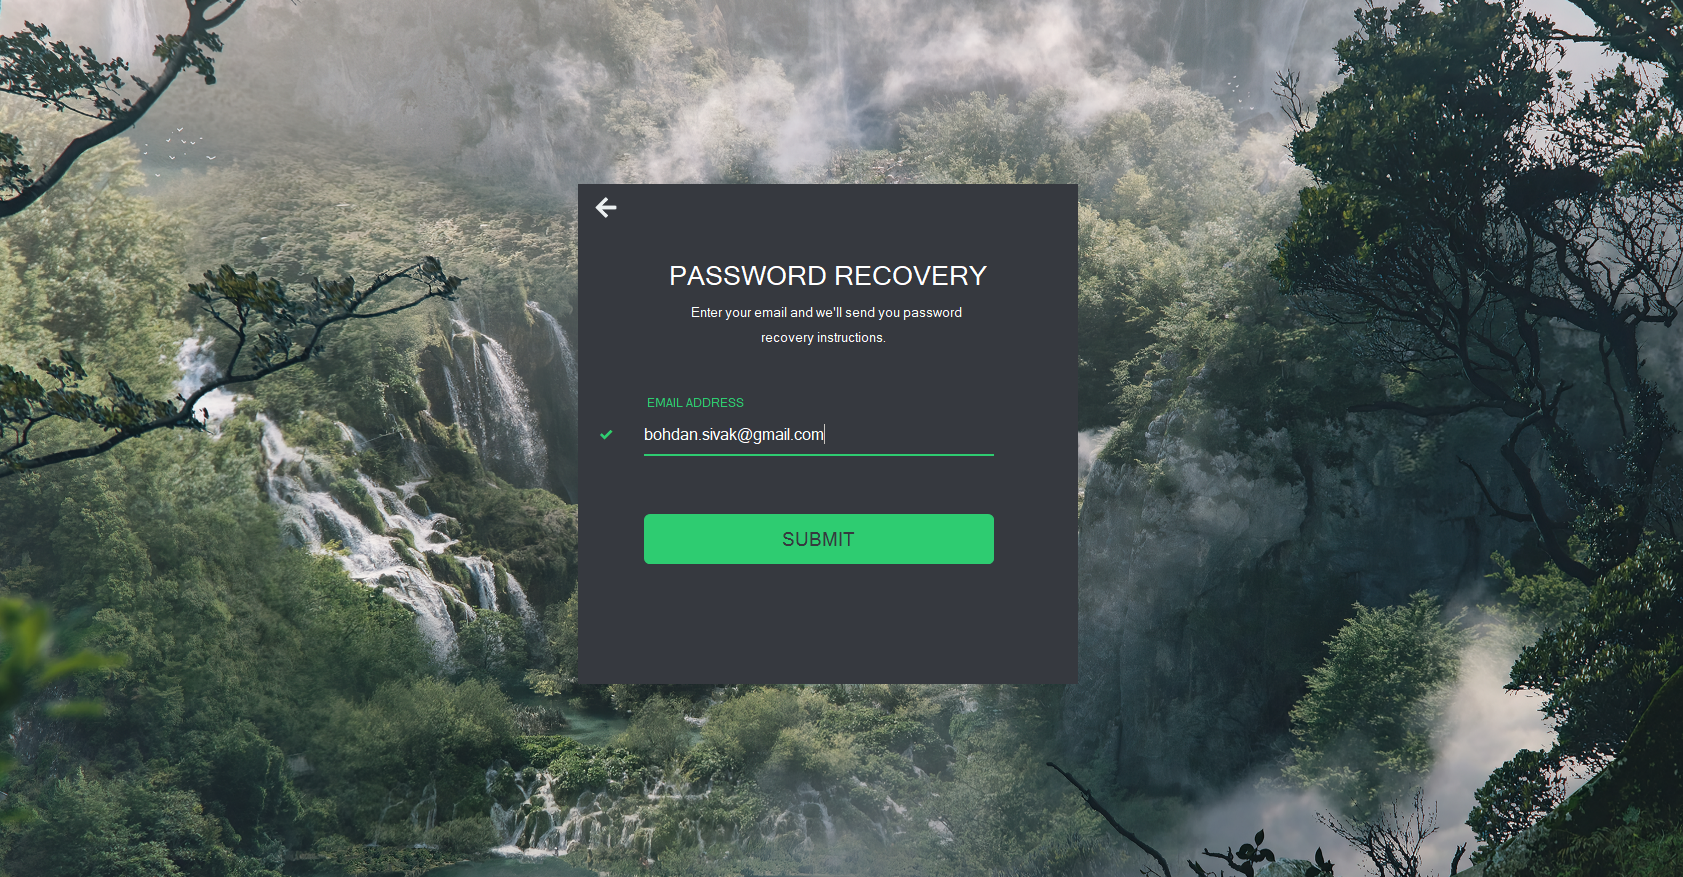 PASSWORD RECOVERY
Enter your email and we'll send you password
recovery instructions.
EMAIL ADDRESS
bohdan.sivak@gmail.com
SUBMIT